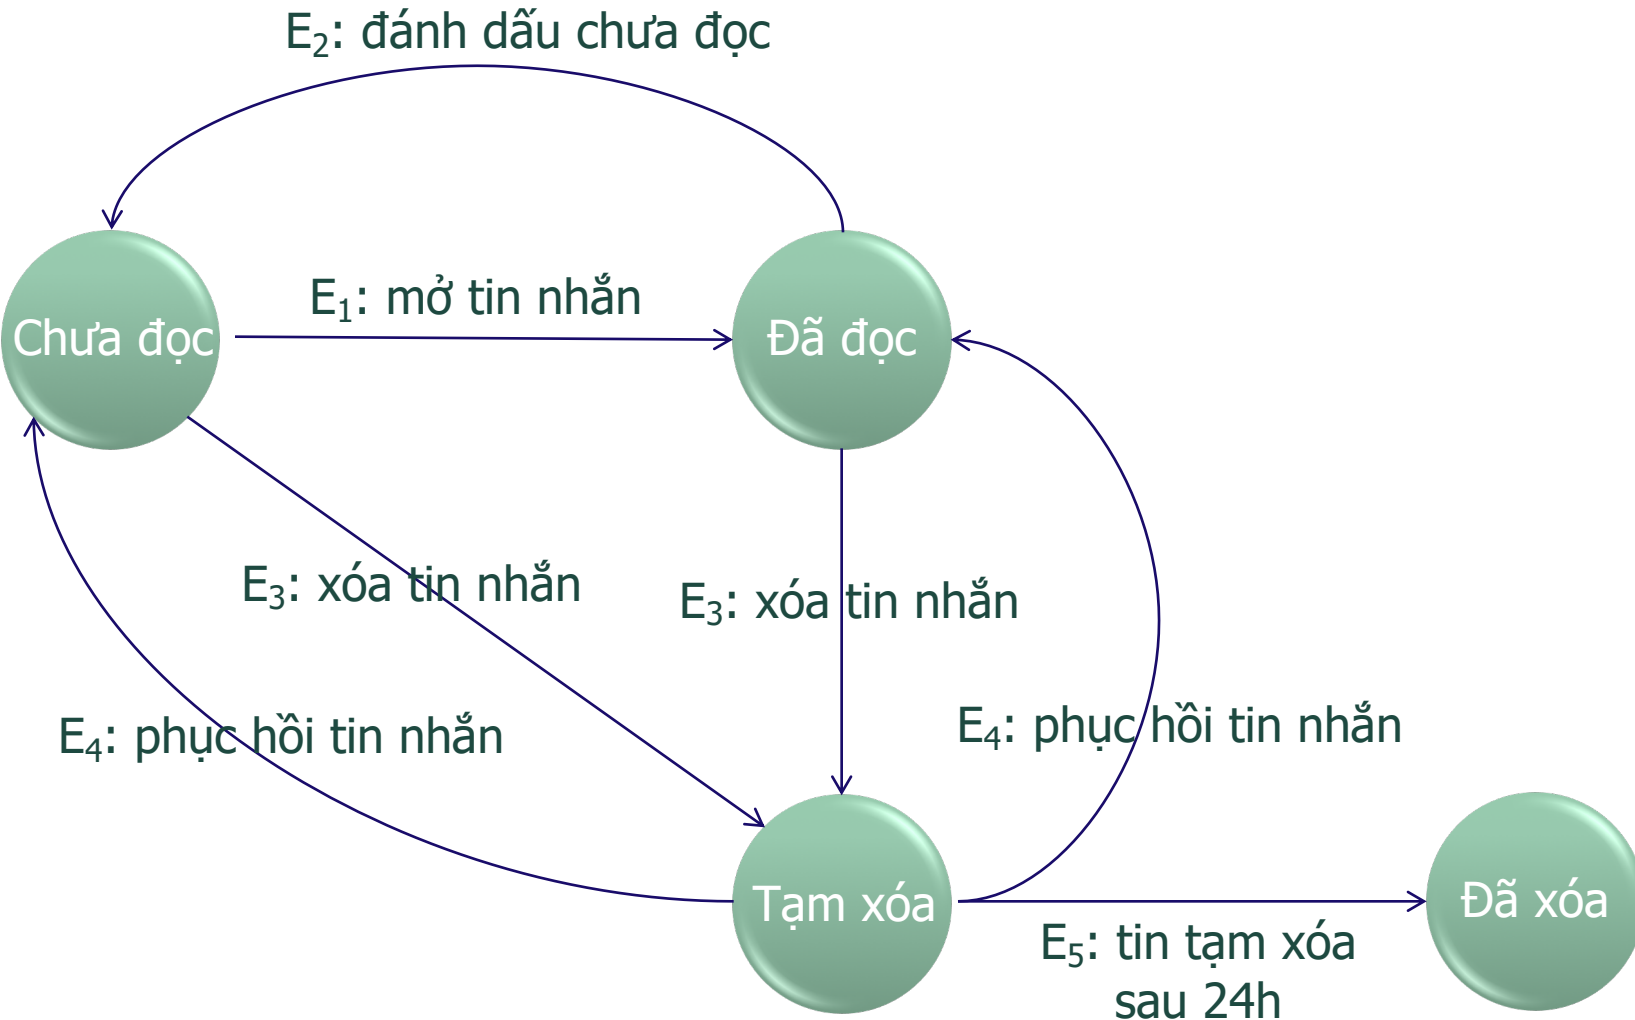 E₂: đánh dấu chưa đọc
E₁: mở tin nhắn
Chưa đọc
Đã đọc
E₃: xóa tin nhắn
E₃: xóa tin nhắn
E₄: phục hồi tin nhắn
E₄: phục hồi tin nhắn
Tạm xóa
Đã xóa
E₅: tin tạm xóa
sau 24h